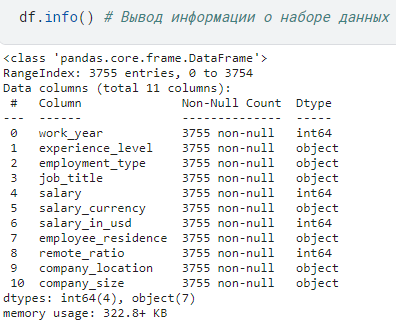 df.info() # Вывод информации о наборе данных
<class 'pandas.core.frame.DataFrame'>
RangeIndex: 3755 entries, 0 to 3754
Data columns (total 11 columns):
 #   Column              Non-Null Count  Dtype
---  ------              --------------  -----
 0   work_year           3755 non-null   int64
 1   experience_level    3755 non-null   object
 2   employment_type     3755 non-null   object
 3   job_title           3755 non-null   object
 4   salary              3755 non-null   int64
 5   salary_currency     3755 non-null   object
 6   salary_in_usd       3755 non-null   int64
 7   employee_residence  3755 non-null   object
 8   remote_ratio        3755 non-null   int64
 9   company_location    3755 non-null   object
 10  company_size        3755 non-null   object
dtypes: int64(4), object(7)
memory usage: 322.8+ KB